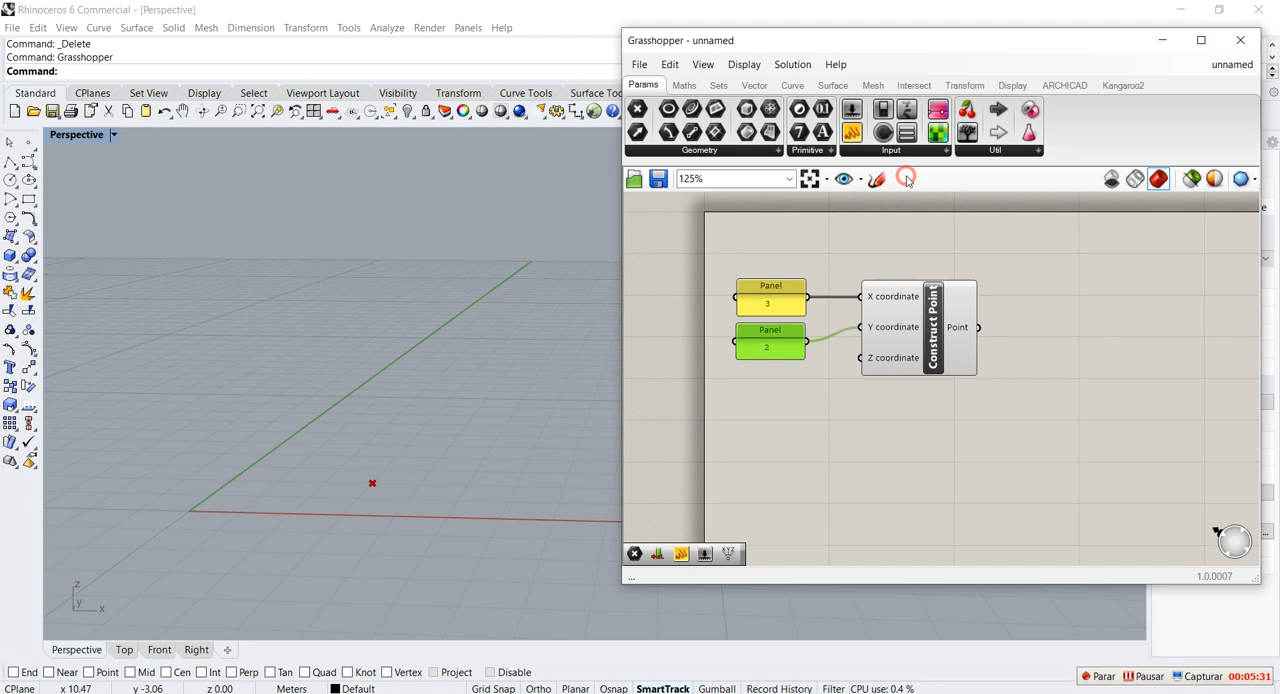 Rhinoceros 6 Commercial - [Perspective]
File Edit View Curve Surface Solid Mesh Dimension Transform Tools Analyze Render Panels Help
Command: _Delete
Command: Grasshopper
Command:
Standard CPlanes Set View Display Select Viewport Layout Visibility Transform Curve Tools Surface Too
Perspective
Grasshopper - unnamed
File Edit View Display Solution Help unnamed
Params Maths Sets Vector Curve Surface Mesh Intersect Transform Display ARCHICAD Kangaroo2
Geometry Primitive Input Util
125%
Panel
3
Panel
2
X coordinate
Y coordinate
Z coordinate
Construct Point
Point
z
y x
...
1.0.0007
Perspective Top Front Right
End Near Point Mid Cen Int Perp Tan Quad Knot Vertex Project Disable
CPlane x 10.47 y -3.06 z 0.00 Meters Default Grid Snap Ortho Planar Osnap SmartTrack Gumball Record History Filter CPU use: 0.4 %
Parar Pausar Capturar 00:05:31